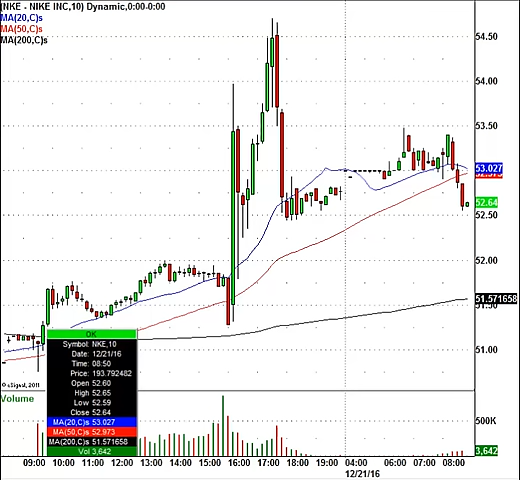 (NKE - NIKE INC,10) Dynamic,0:00-0:00
MA(20,C)s
MA(50,C)s
MA(200,C)s
54.50
54.00
53.50
53.027
52.973
52.64
52.50
52.00
51.571658
51.00
OK
Symbol: NKE,10
Date: 12/21/16
Time: 08:50
Price: 193.792482
Open 52.60
High 52.65
Low 52.59
Close 52.64
MA(20,C)s 53.027
MA(50,C)s 52.973
MA(200,C)s 51.571658
Vol 3,642
© eSignal, 2011
Volume
500K
3,642
09:00 10:00 11:00 12:00 13:00 14:00 15:00 16:00 17:00 18:00 19:00 04:00 06:00 07:00 08:00
12/21/16